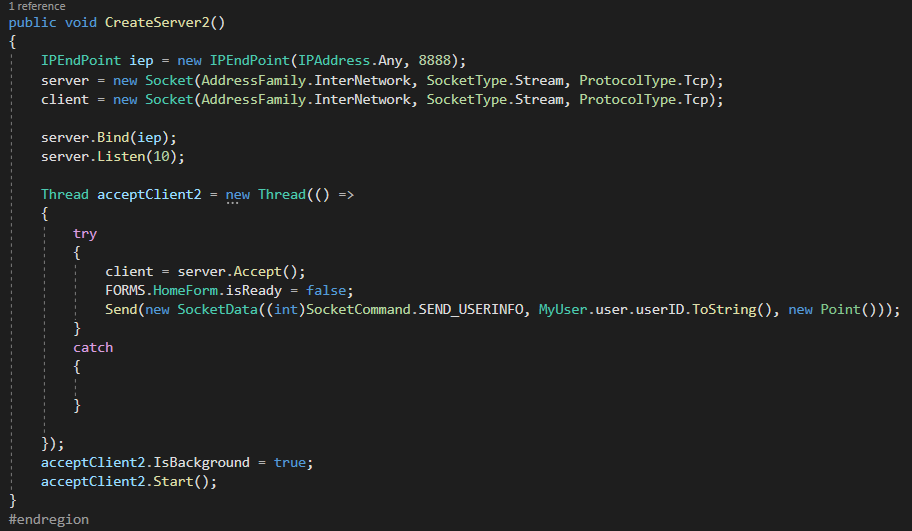 1 reference
public void CreateServer2()
{
IPEndPoint iep = new IPEndPoint(IPAddress.Any, 8888);
server = new Socket(AddressFamily.InterNetwork, SocketType.Stream, ProtocolType.Tcp);
client = new Socket(AddressFamily.InterNetwork, SocketType.Stream, ProtocolType.Tcp);
server.Bind(iep);
server.Listen(10);
Thread acceptClient2 = new Thread(() =>
{
try
{
client = server.Accept();
FORMS.HomeForm.isReady = false;
Send(new SocketData((int)SocketCommand.SEND_USERINFO, MyUser.user.userID.ToString(), new Point()));
}
catch
{
}
});
acceptClient2.IsBackground = true;
acceptClient2.Start();
}
#endregion